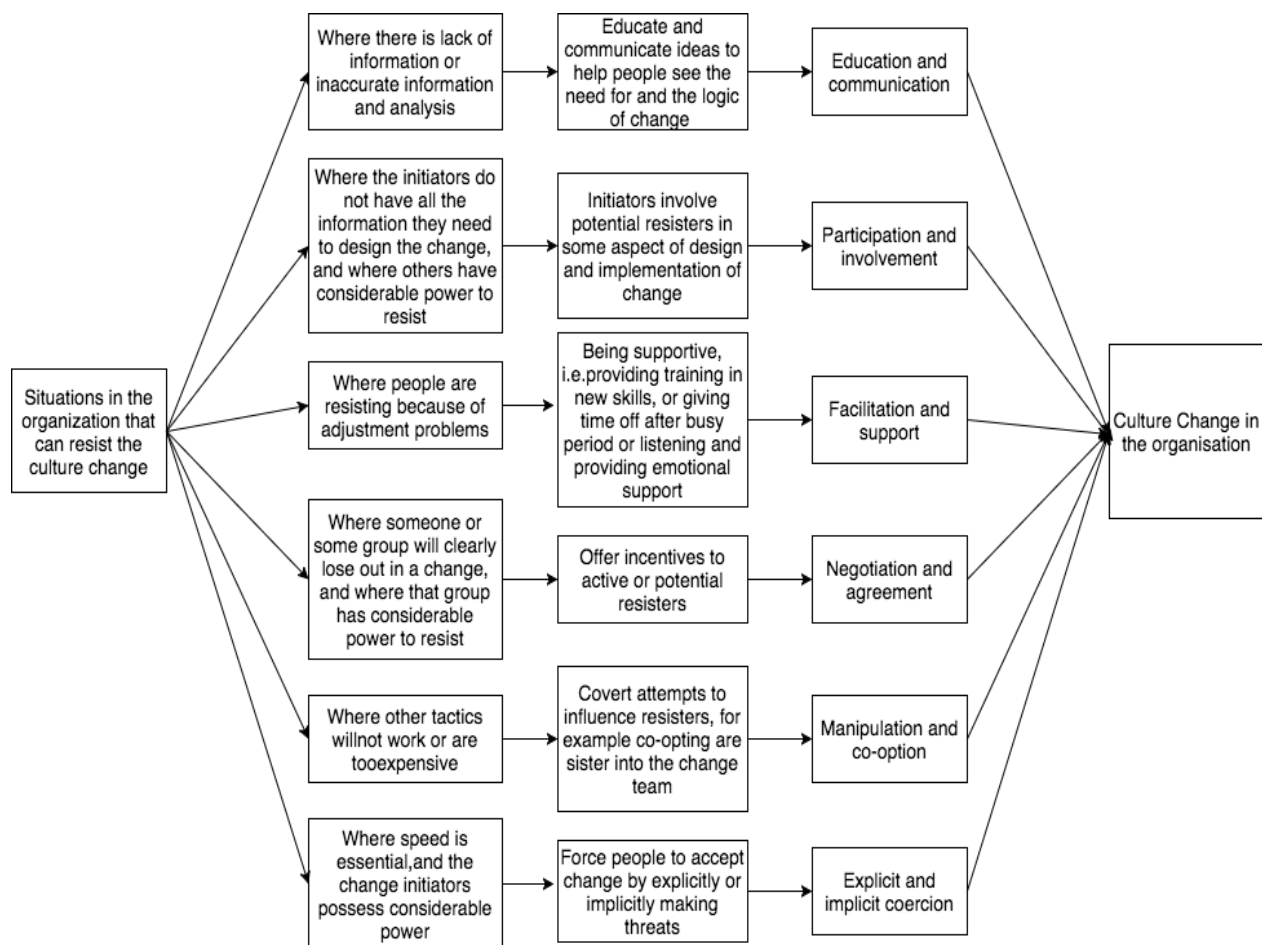 Situations in the
organization that
can resist the
culture change
Where there is lack of
information or
inaccurate information
and analysis
Educate and
communicate ideas to
help people see the
need for and the logic
of change
Education and
communication
Where the initiators do
not have all the
information they need
to design the change,
and where others have
considerable power to
resist
Initiators involve
potential resisters in
some aspect of design
and implementation of
change
Participation and
involvement
Where people are
resisting because of
adjustment problems
Being supportive,
i.e.providing training in
new skills, or giving
time off after busy
period or listening and
providing emotional
support
Facilitation and
support
Where someone or
some group will clearly
lose out in a change,
and where that group
has considerable
power to resist
Offer incentives to
active or potential
resisters
Negotiation and
agreement
Where other tactics
willnot work or are
tooexpensive
Covert attempts to
influence resisters, for
example co-opting are
sister into the change
team
Manipulation and
co-option
Where speed is
essential,and the
change initiators
possess considerable
power
Force people to accept
change by explicitly or
implicitly making
threats
Explicit and
implicit coercion
Culture Change in
the organisation